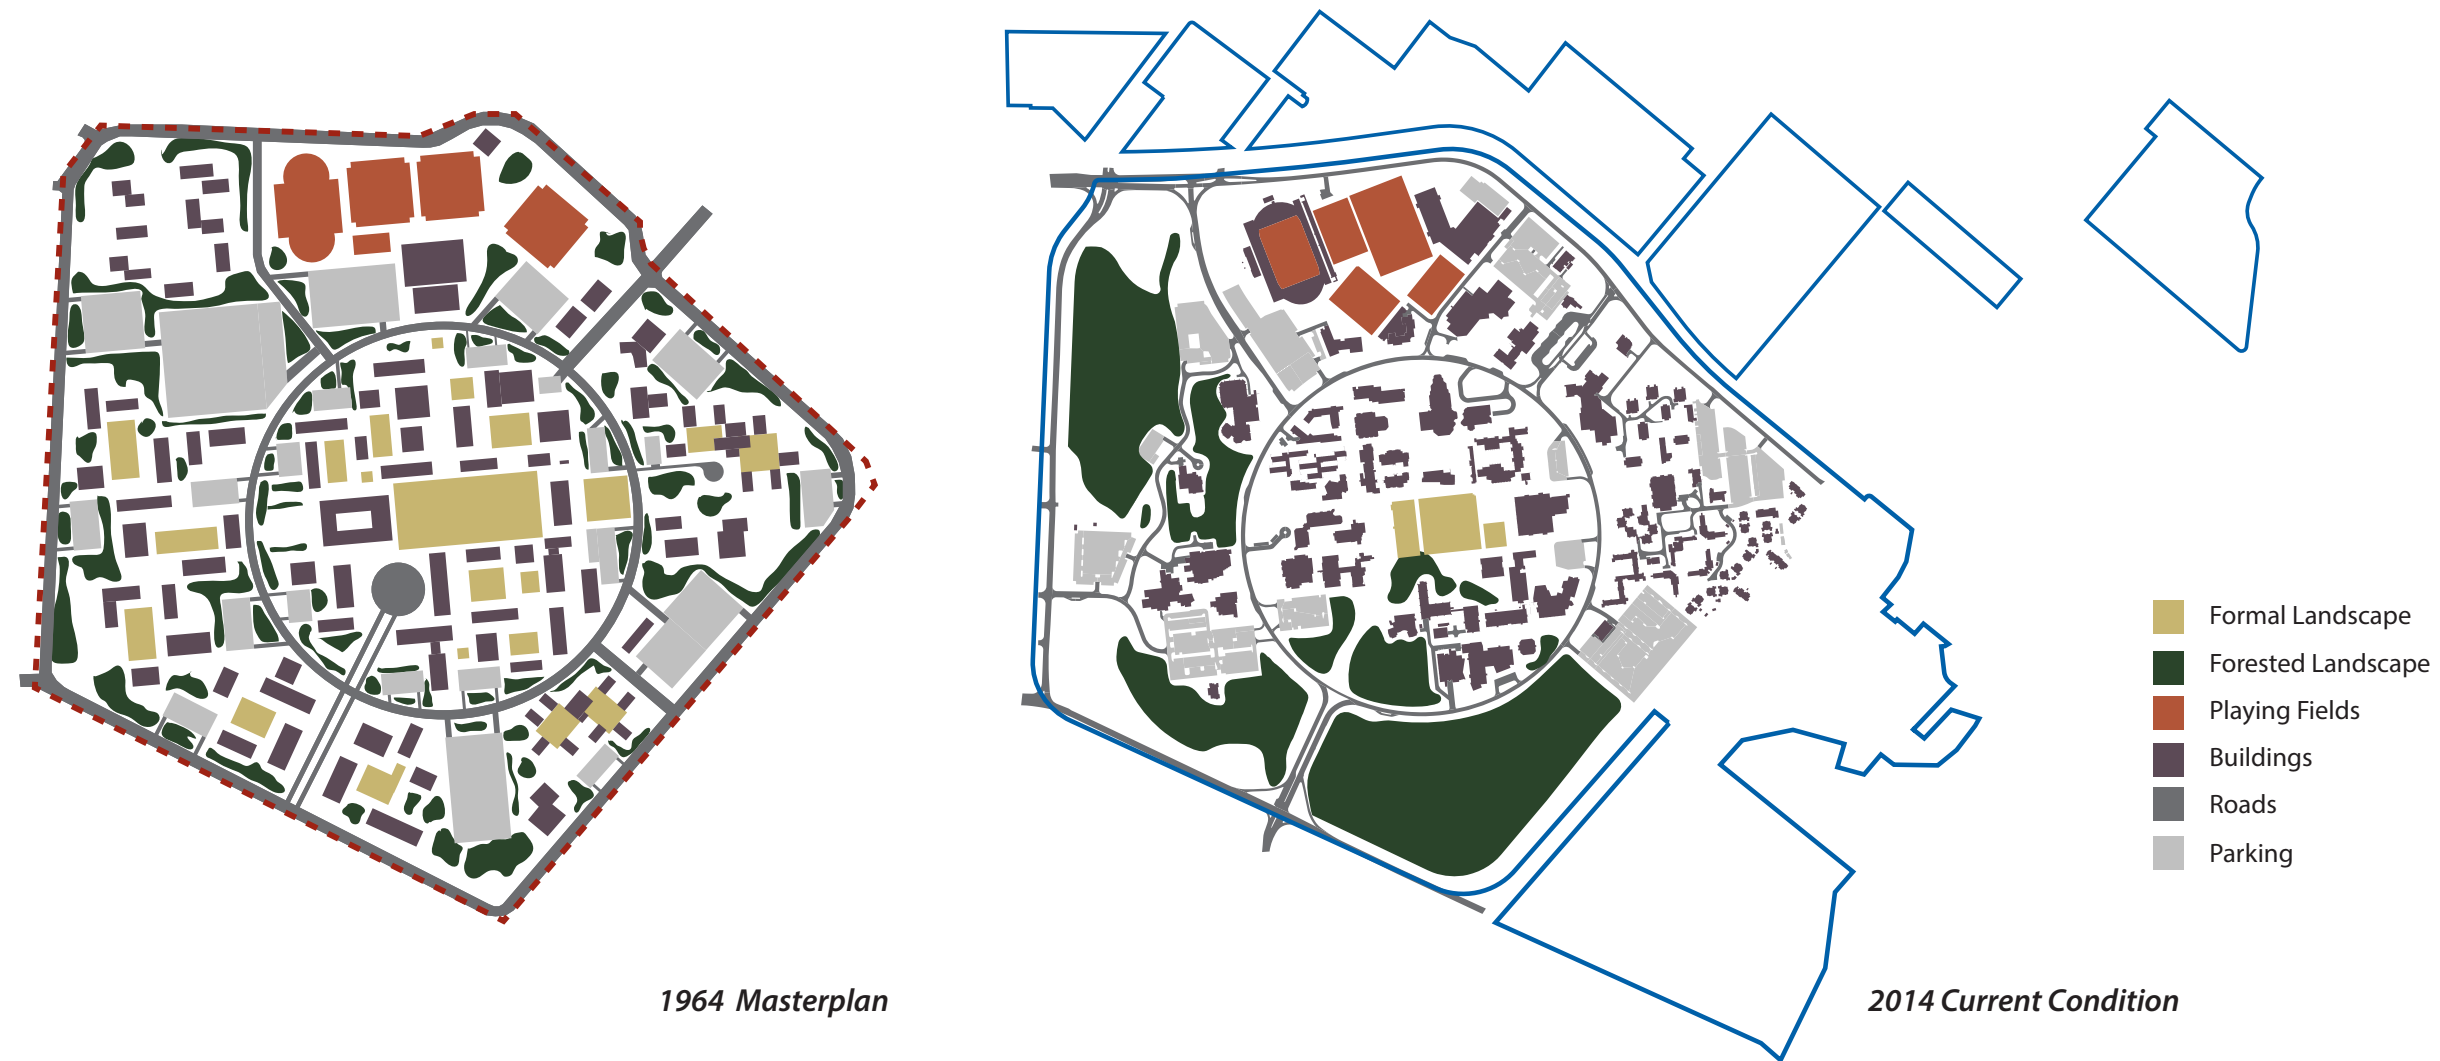 Formal Landscape
Forested Landscape
Playing Fields
Buildings
Roads
Parking
1964 Masterplan
2014 Current Condition